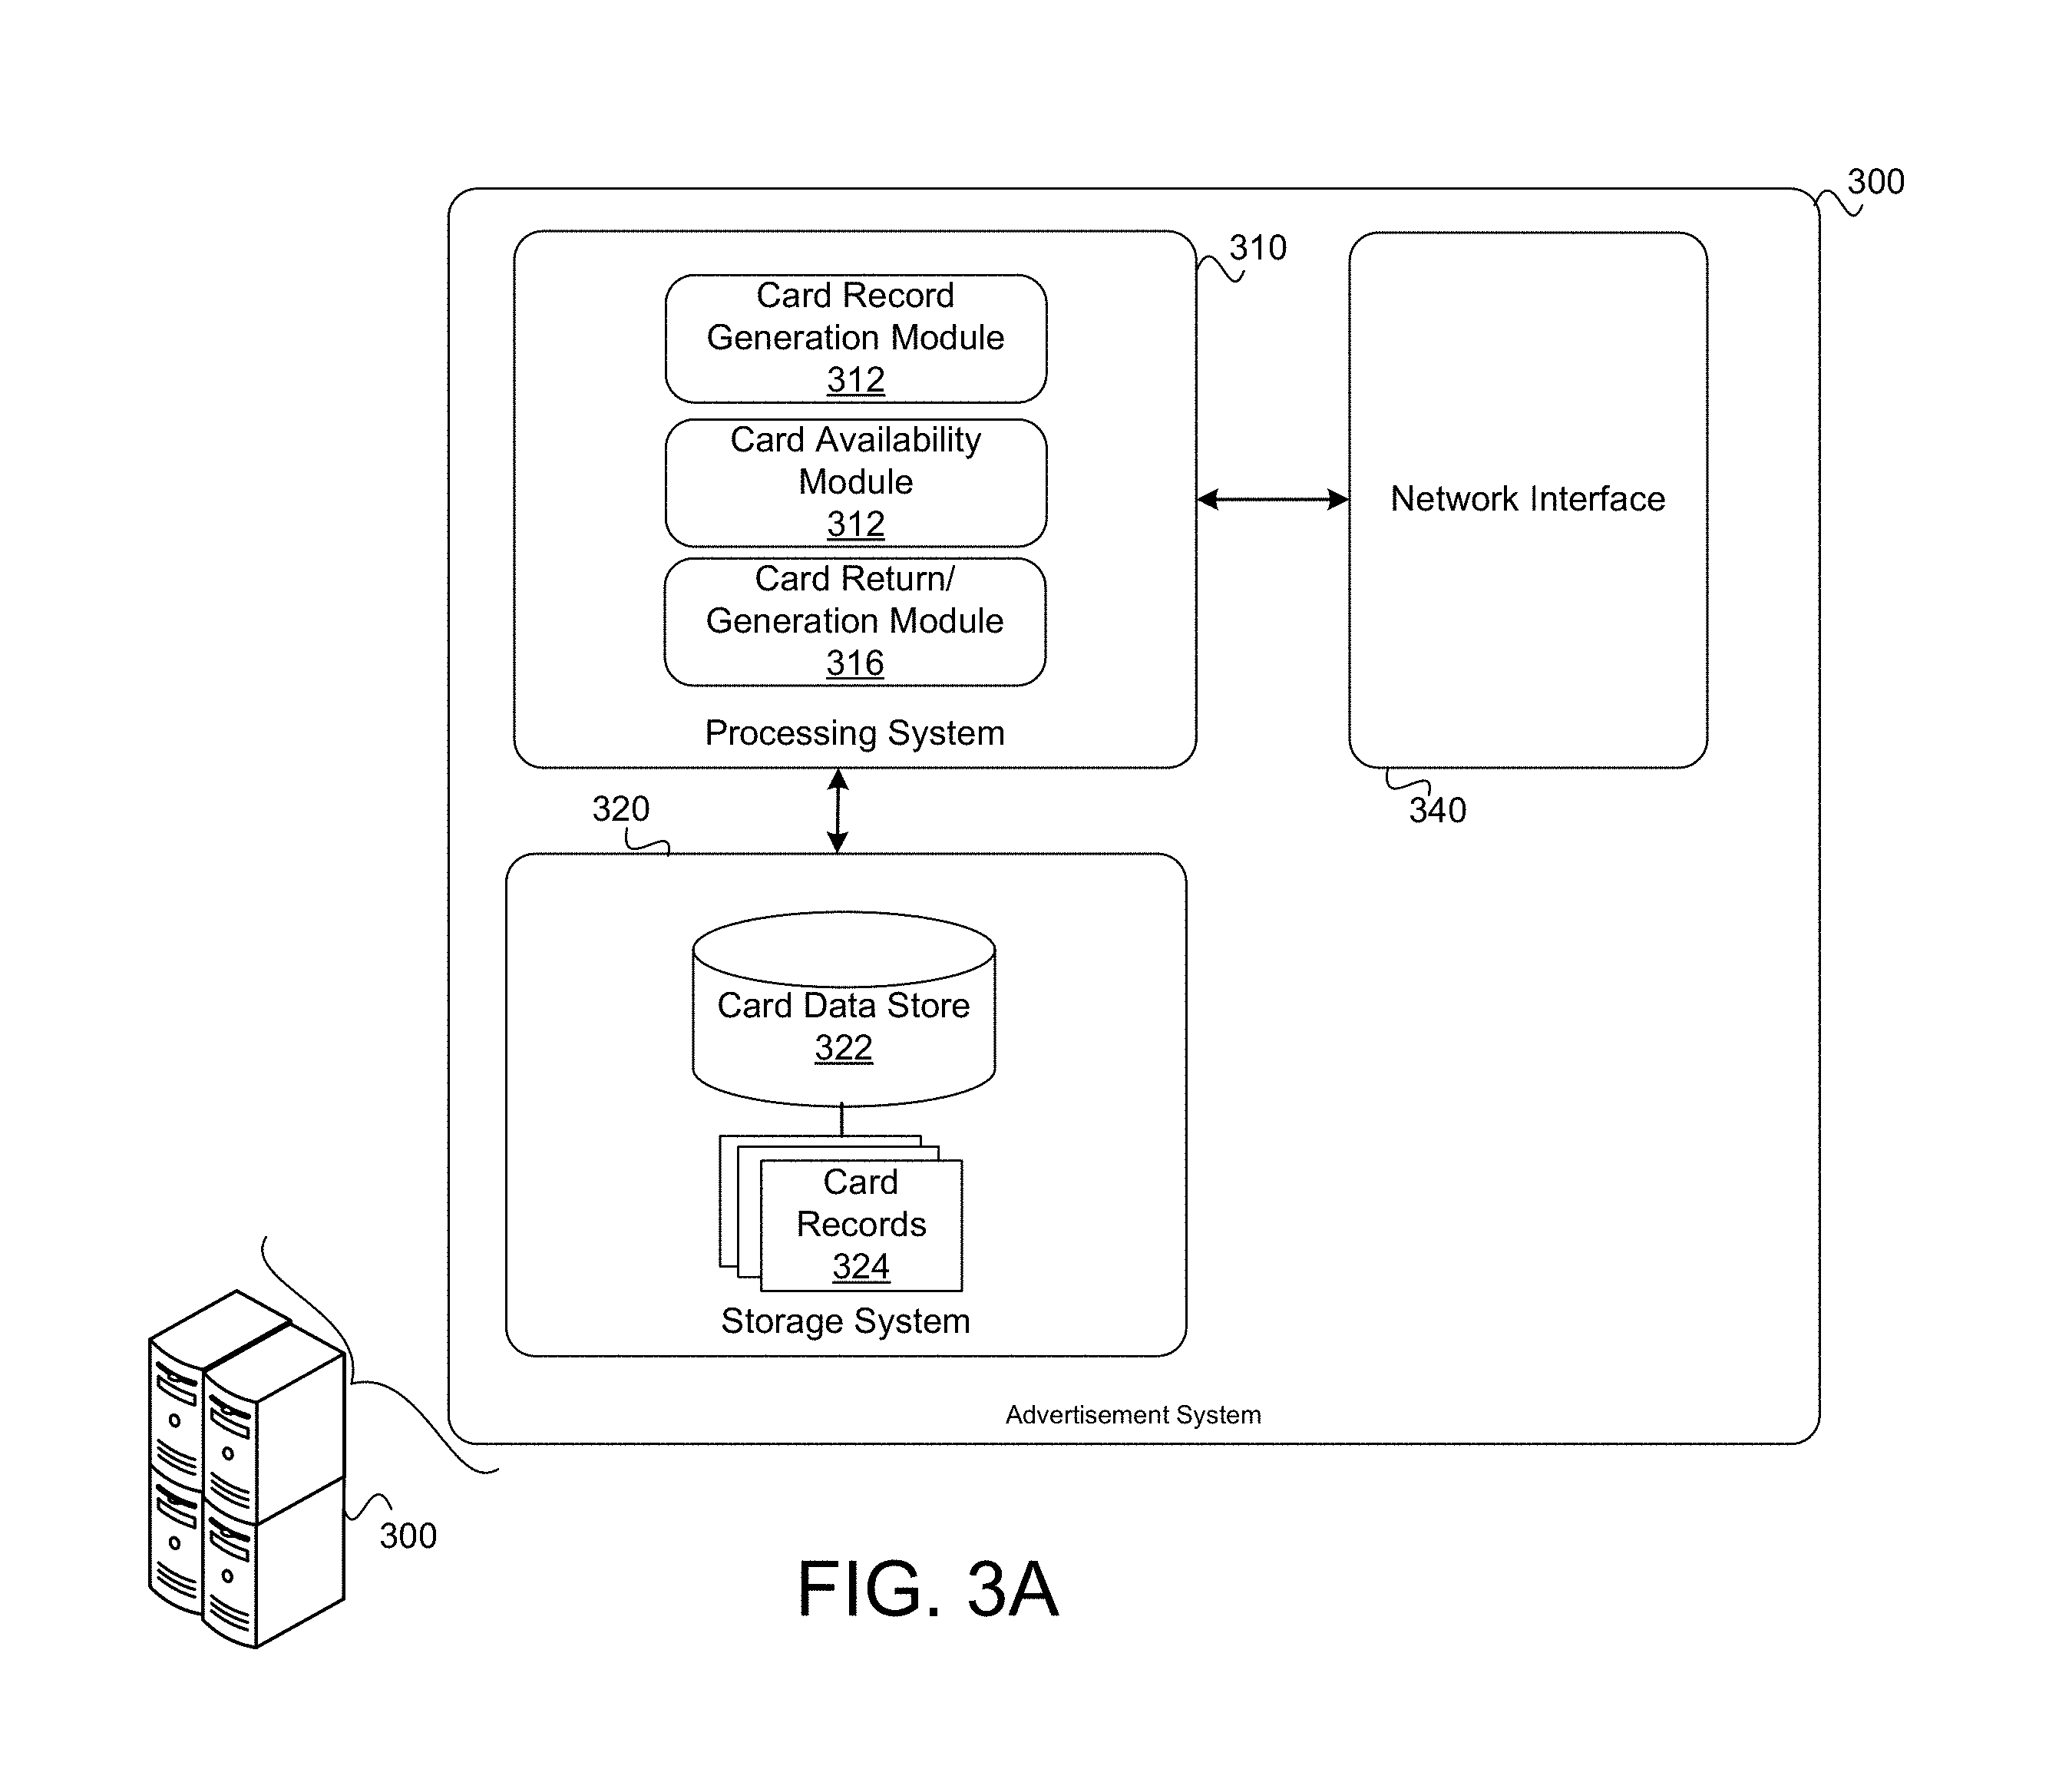 300
310
Card Record
Generation Module
312
Card Availability
Module
312
Card Return/
Generation Module
316
Processing System
Network Interface
340
320
Card Data Store
322
Card
Records
324
Storage System
Advertisement System
300
FIG. 3A